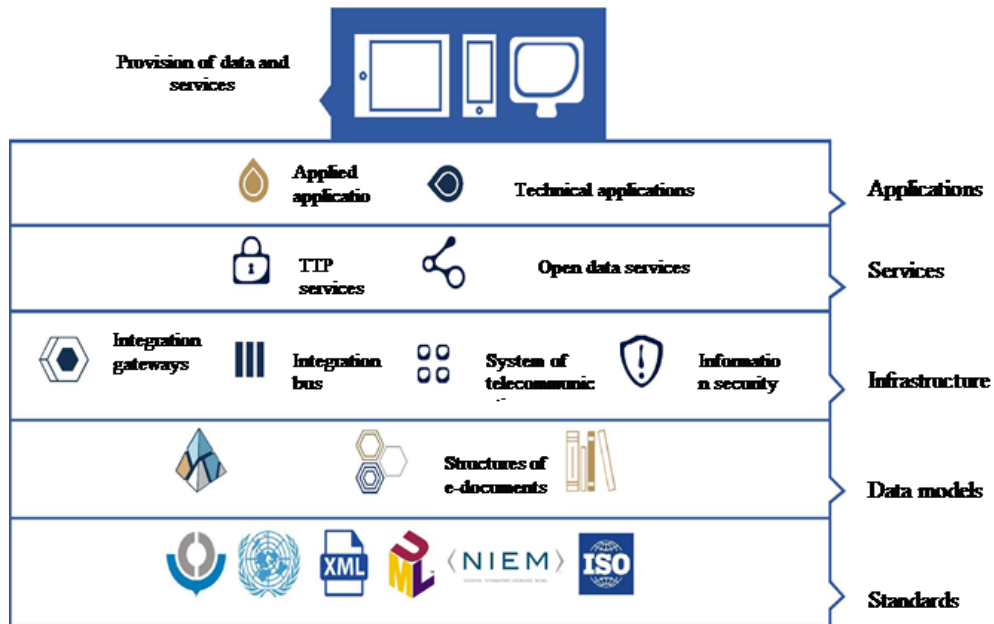 Provision of data and
services
Applied
applicatio
Technical applications
Applications
TTP
services
Open data services
Services
Integration
gateways
Integration
bus
System of
telecommunic
Informatio
n security
Infrastructure
Structures of
e-documents
Data models
XML
UML
NIEM
ISO
Standards